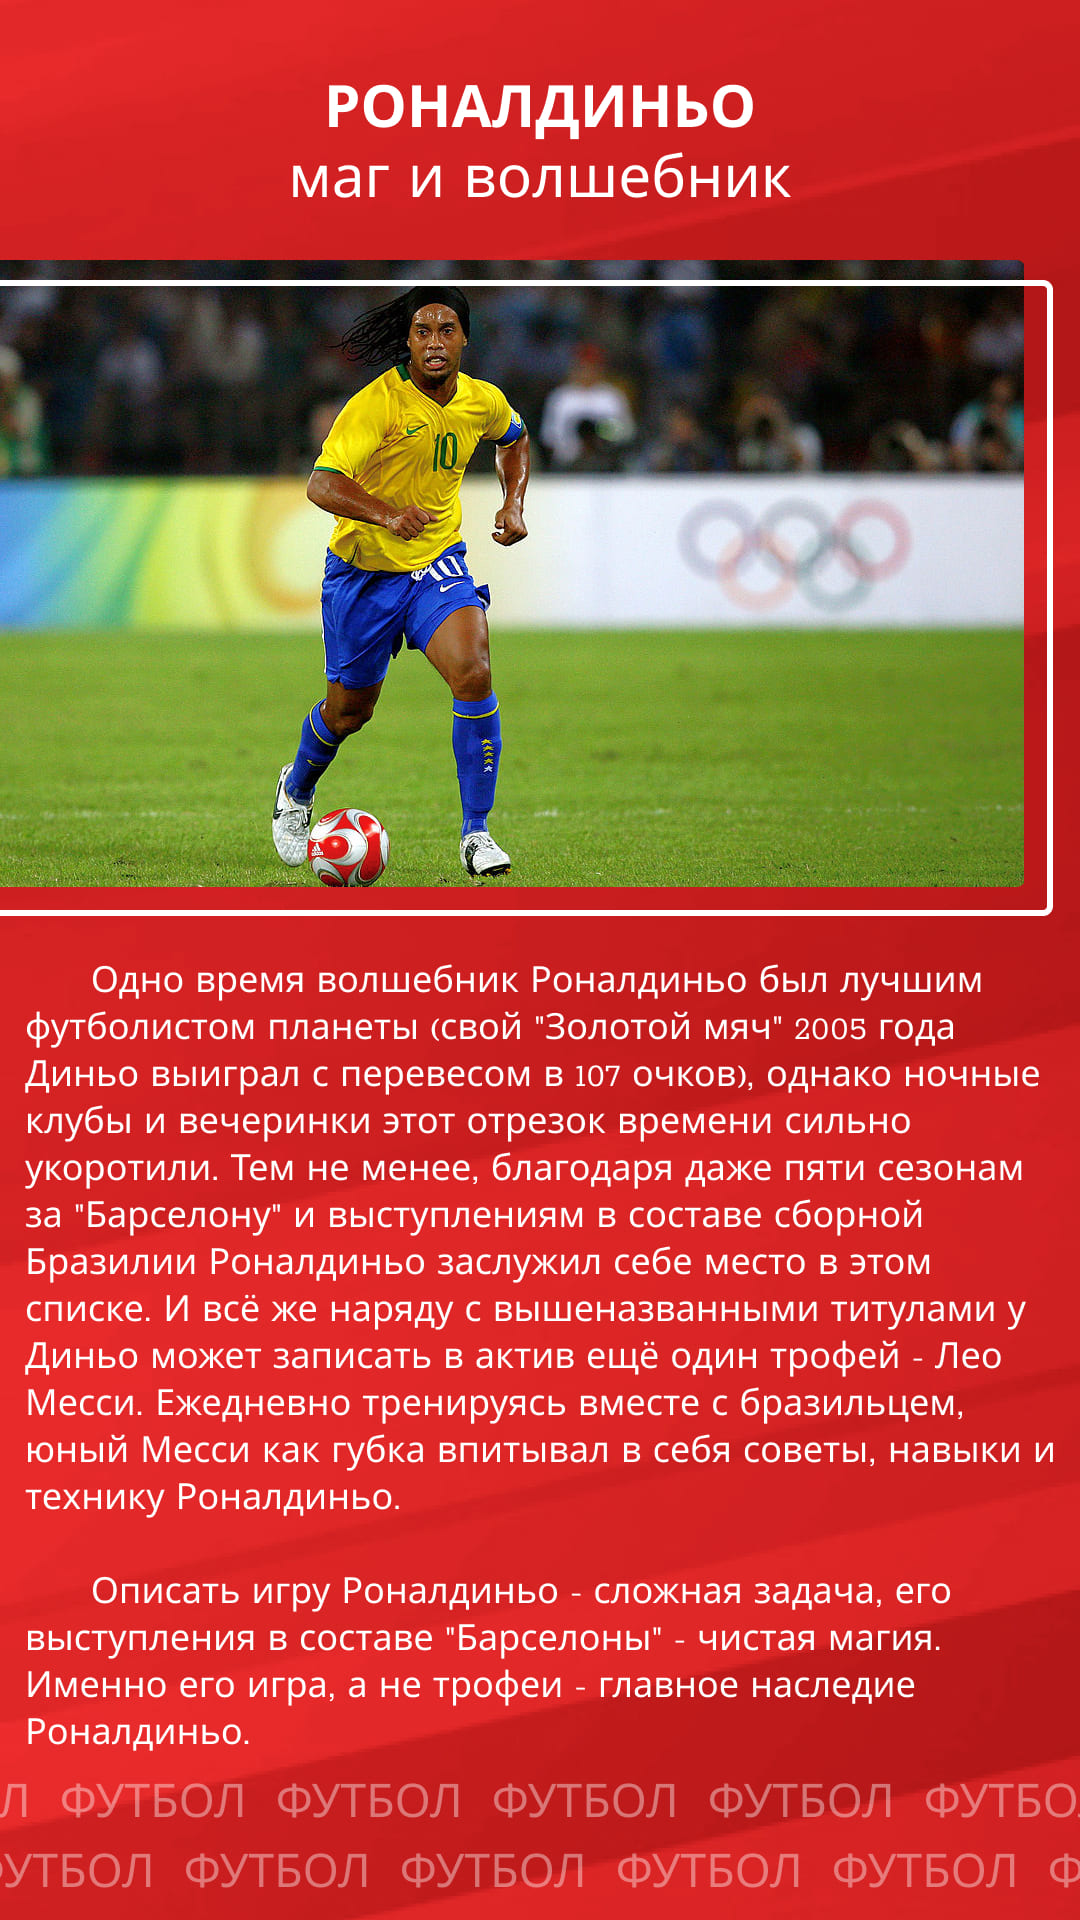 РОНАЛДИНЬО
маг и волшебник
10
10
Одно время волшебник Роналдиньо был лучшим
футболистом планеты (свой "Золотой мяч" 2005 года
Диньо выиграл с перевесом в 107 очков), однако ночные
клубы и вечеринки этот отрезок времени сильно
укоротили. Тем не менее, благодаря даже пяти сезонам
за "Барселону" и выступлениям в составе сборной
Бразилии Роналдиньо заслужил себе место в этом
списке. И всё же наряду с вышеназванными титулами у
Диньо может записать в актив ещё один трофей - Лео
Месси. Ежедневно тренируясь вместе с бразильцем,
юный Месси как губка впитывал в себя советы, навыки и
технику Роналдиньо.
Описать игру Роналдиньо - сложная задача, его
выступления в составе "Барселоны" - чистая магия.
Именно его игра, а не трофеи - главное наследие
Роналдиньо.
Л ФУТБОЛ ФУТБОЛ ФУТБОЛ ФУТБОЛ ФУТБО
УТБОЛ ФУТБОЛ ФУТБОЛ ФУТБОЛ ФУТБОЛ Ф